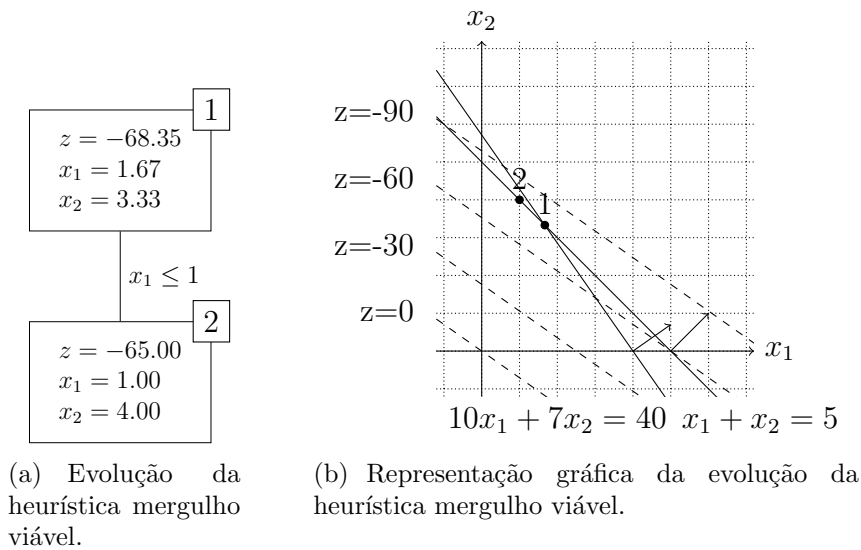 1
z = −68.35
x₁ = 1.67
x₂ = 3.33
x₁ ≤ 1
2
z = −65.00
x₁ = 1.00
x₂ = 4.00
(a) Evolução da
heurística mergulho
viável.
x₂
z=-90
z=-60
z=-30
z=0
2
1
x₁
10x₁ + 7x₂ = 40 x₁ + x₂ = 5
(b) Representação gráfica da evolução da
heurística mergulho viável.